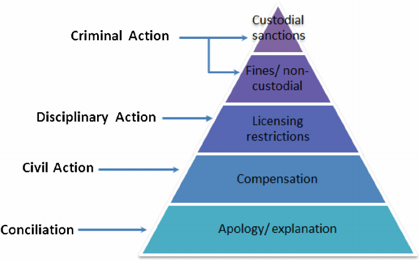 Custodial
sanctions
Criminal Action
Fines/ non-
custodial
Disciplinary Action
Licensing
restrictions
Civil Action
Compensation
Conciliation
Apology/ explanation